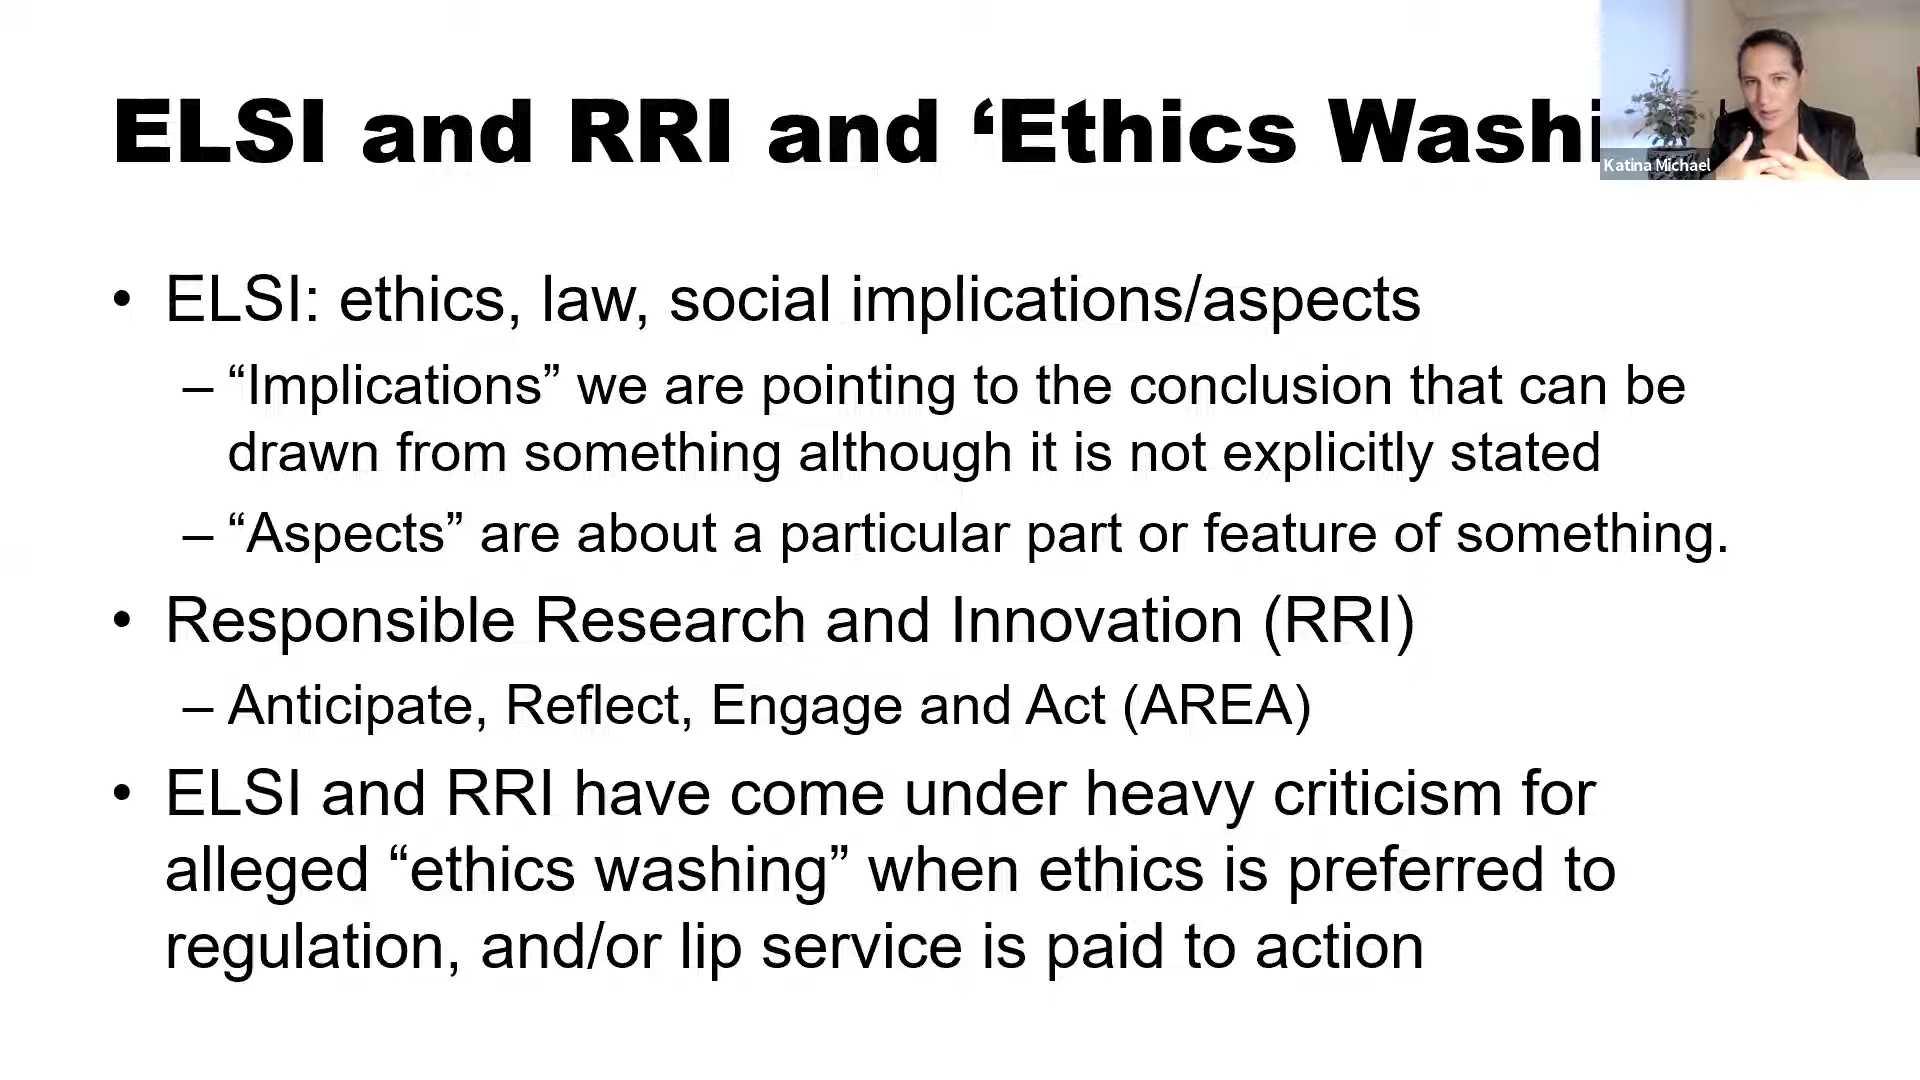 ELSI and RRI and ‘Ethics Washi
Katina Michael
• ELSI: ethics, law, social implications/aspects
– “Implications” we are pointing to the conclusion that can be
drawn from something although it is not explicitly stated
– “Aspects” are about a particular part or feature of something.
• Responsible Research and Innovation (RRI)
– Anticipate, Reflect, Engage and Act (AREA)
• ELSI and RRI have come under heavy criticism for
alleged “ethics washing” when ethics is preferred to
regulation, and/or lip service is paid to action